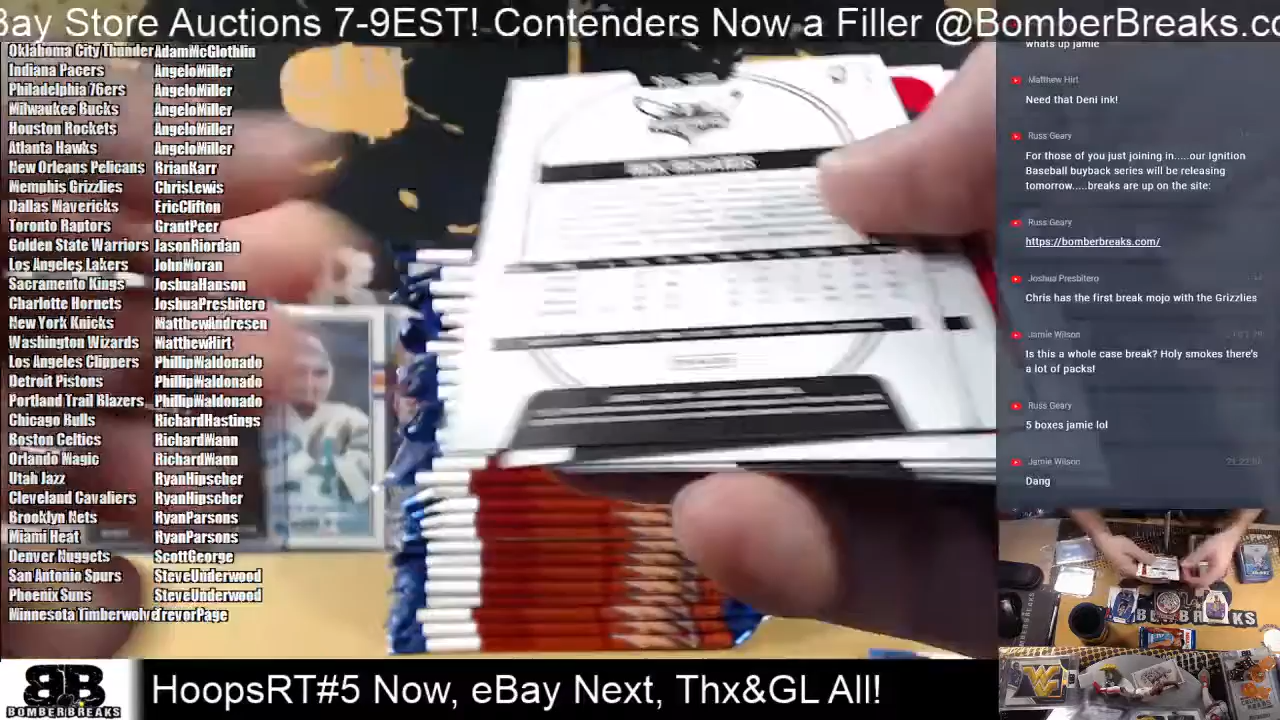 Bay Store Auctions 7-9EST! Contenders Now a Filler @BomberBreaks.co
Oklahoma City Thunder AdamMcGlothlin
Indiana Pacers AngeloMiller
Philadelphia 76ers AngeloMiller
Milwaukee Bucks AngeloMiller
Houston Rockets AngeloMiller
Atlanta Hawks AngeloMiller
New Orleans Pelicans BrianKarr
Memphis Grizzlies ChrisLewis
Dallas Mavericks EricClifton
Toronto Raptors GrantPeer
Golden State Warriors JasonRiordan
Los Angeles Lakers JohnMoran
Sacramento Kings JoshuaHanson
Charlotte Hornets JoshuaPresbitero
New York Knicks MatthewAndresen
Washington Wizards MatthewHirt
Los Angeles Clippers PhillipMaldonado
Detroit Pistons PhillipMaldonado
Portland Trail Blazers PhillipMaldonado
Chicago Bulls RichardHastings
Boston Celtics RichardWann
Orlando Magic RichardWann
Utah Jazz RyanHipscher
Cleveland Cavaliers RyanHipscher
Brooklyn Nets RyanParsons
Miami Heat RyanParsons
Denver Nuggets ScottGeorge
San Antonio Spurs SteveUnderwood
Phoenix Suns SteveUnderwood
Minnesota Timberwolve TrevorPage
whats up jamie
Matthew Hirt
Need that Deni ink!
Russ Geary
For those of you just joining in.....our Ignition
Baseball buyback series will be releasing
tomorrow.....breaks are up on the site:
Russ Geary
https://bomberbreaks.com/
Joshua Presbitero
Chris has the first break mojo with the Grizzlies
Jamie Wilson
Is this a whole case break? Holy smokes there's
a lot of packs!
Russ Geary
5 boxes jamie lol
Jamie Wilson
Dang
BB
BOMBERBREAKS
HoopsRT#5 Now, eBay Next, Thx&GL All!